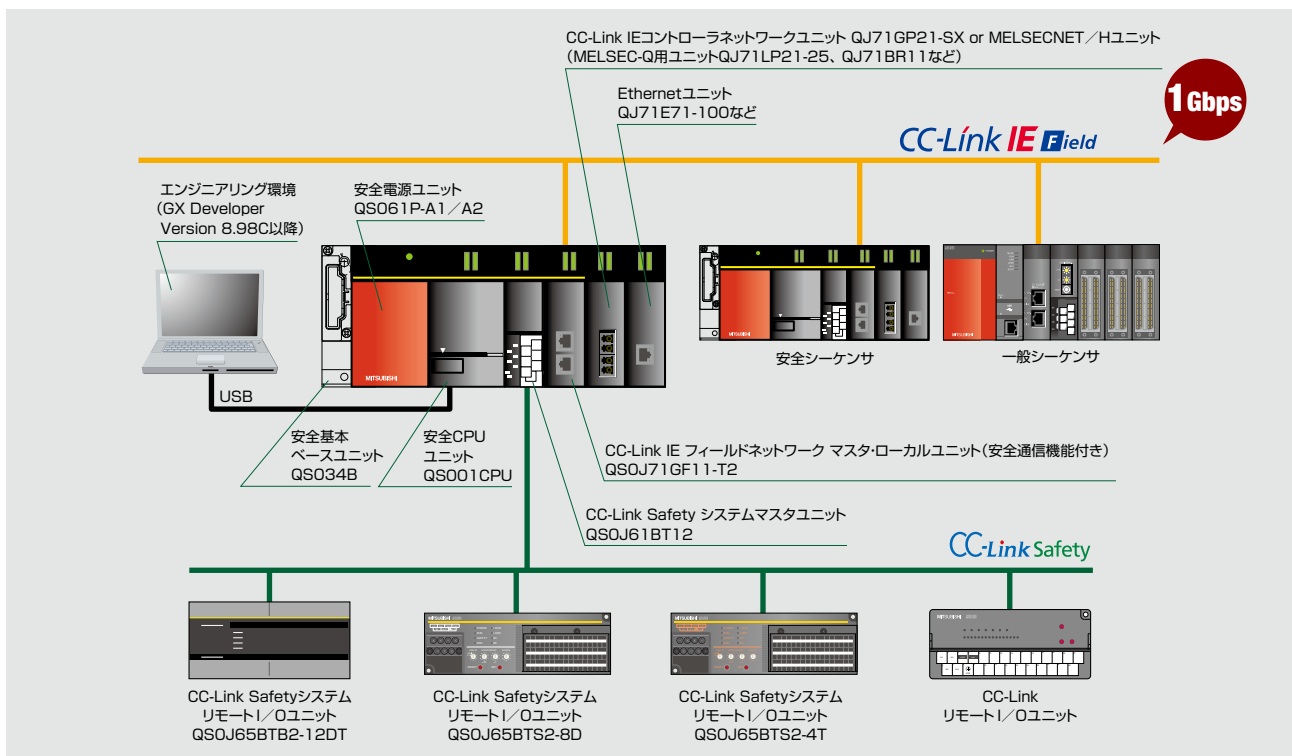 CC-Link IEコントローラネットワークユニット QJ71GP21-SX or MELSECNET/Hユニット
(MELSEC-Q用ユニットQJ71LP21-25、QJ71BR11など)
1Gbps
Ethernetユニット
QJ71E71-100など
CC-Link IE Field
エンジニアリング環境
(GX Developer
Version 8.98C以降)
安全電源ユニット
QS061P-A1/A2
MITSUBISHI
MITSUBISHI
安全シーケンサ
一般シーケンサ
USB
安全基本
ベースユニット
QS034B
安全CPU
ユニット
QS001CPU
CC-Link IE フィールドネットワーク マスタ・ローカルユニット(安全通信機能付き)
QS0J71GF11-T2
CC-Link Safety システムマスタユニット
QS0J61BT12
CC-Link Safety
MITSUBISHI
MITSUBISHI
MITSUBISHI
CC-Link Safetyシステム
リモートI/Oユニット
QS0J65BTB2-12DT
CC-Link Safetyシステム
リモートI/Oユニット
QS0J65BTS2-8D
CC-Link Safetyシステム
リモートI/Oユニット
QS0J65BTS2-4T
CC-Link
リモートI/Oユニット